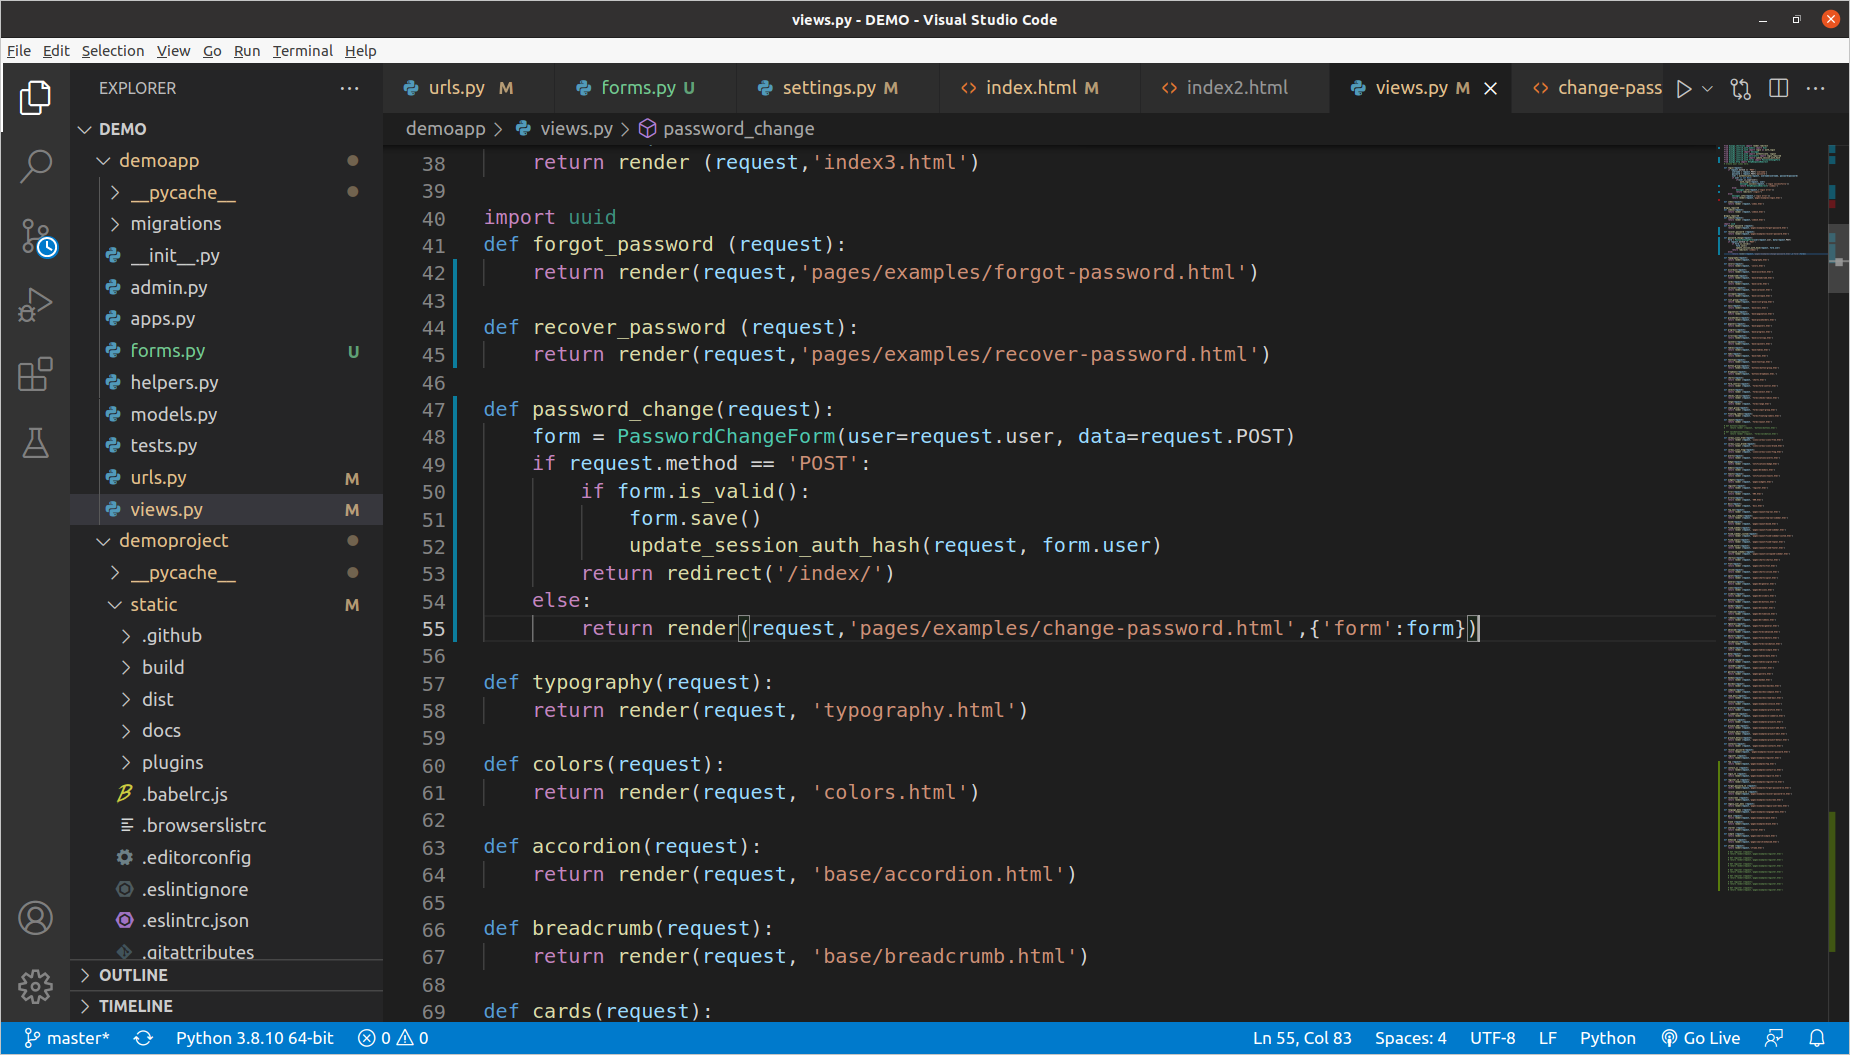 views.py - DEMO - Visual Studio Code
File Edit Selection View Go Run Terminal Help
EXPLORER
DEMO
demoapp
__pycache__
migrations
__init__.py
admin.py
apps.py
forms.py U
helpers.py
models.py
tests.py
urls.py M
views.py M
demoproject
__pycache__
static M
.github
build
dist
docs
plugins
.babelrc.js
.browserslistrc
.editorconfig
.eslintignore
.eslintrc.json
.gitattributes
OUTLINE
TIMELINE
urls.py M forms.py U settings.py M index.html M index2.html views.py M change-pass
demoapp > views.py > password_change
38 return render (request,'index3.html')
39
40 import uuid
41 def forgot_password (request):
42 return render(request,'pages/examples/forgot-password.html')
43
44 def recover_password (request):
45 return render(request,'pages/examples/recover-password.html')
46
47 def password_change(request):
48 form = PasswordChangeForm(user=request.user, data=request.POST)
49 if request.method == 'POST':
50 if form.is_valid():
51 form.save()
52 update_session_auth_hash(request, form.user)
53 return redirect('/index/')
54 else:
55 return render(request,'pages/examples/change-password.html',{'form':form})
56
57 def typography(request):
58 return render(request, 'typography.html')
59
60 def colors(request):
61 return render(request, 'colors.html')
62
63 def accordion(request):
64 return render(request, 'base/accordion.html')
65
66 def breadcrumb(request):
67 return render(request, 'base/breadcrumb.html')
68
69 def cards(request):
master* Python 3.8.10 64-bit 0 0 Ln 55, Col 83 Spaces: 4 UTF-8 LF Python Go Live